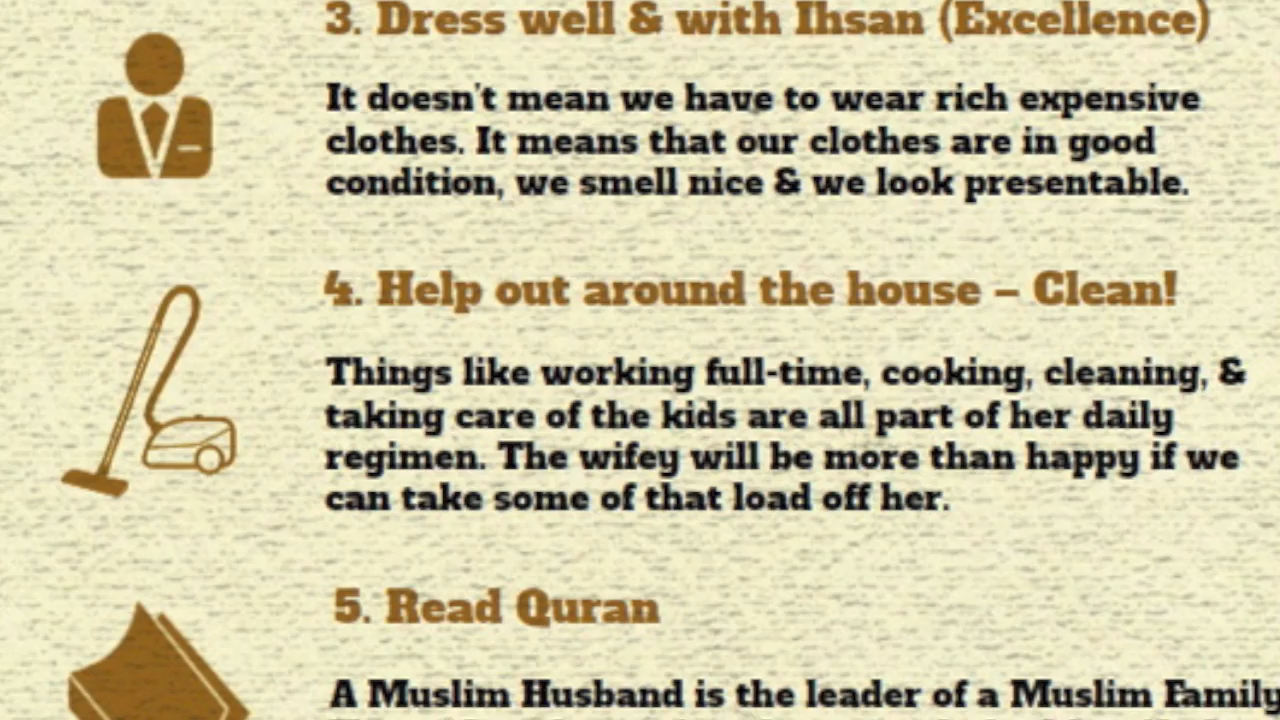 3. Dress well & with Ihsan (Excellence)
It doesn't mean we have to wear rich expensive
clothes. It means that our clothes are in good
condition, we smell nice & we look presentable.
4. Help out around the house – Clean!
Things like working full-time, cooking, cleaning, &
taking care of the kids are all part of her daily
regimen. The wifey will be more than happy if we
can take some of that load off her.
5. Read Quran
A Muslim Husband is the leader of a Muslim Family